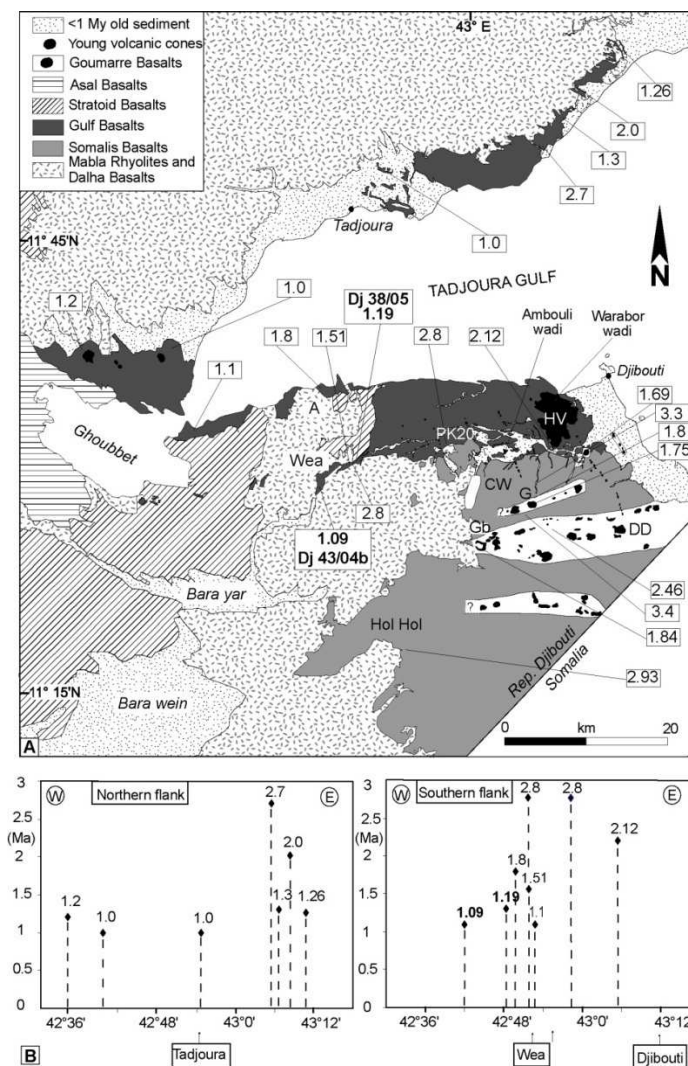 43° E
<1 My old sediment
Young volcanic cones
Goumarre Basalts
Asal Basalts
Stratoid Basalts
Gulf Basalts
Somalis Basalts
Mabla Rhyolites and
Dalha Basalts
1.26
2.0
1.3
2.7
1.0
Tadjoura
11° 45'N
N
TADJOURA GULF
1.2
1.0
1.1
1.8
1.51
Dj 38/05
1.19
2.8
2.12
Ambouli
wadi
Warabor
wadi
Djibouti
1.69
3.3
1.8
1.75
HV
PK20
A
Wea
Ghoubbet
CW
G
?
Gb
DD
2.8
1.09
Dj 43/04b
2.46
3.4
1.84
Bara yar
?
Hol Hol
2.93
Rep. Djibouti
Somalia
11° 15'N
Bara wein
0 km 20
A
3
(Ma)
2
1.5
1
0.5
0
W
Northern flank
E
2.7
2.0
1.2
1.0
1.0
1.3
1.26
42°36' 42°48' 43°0' 43°12'
Tadjoura
3
(Ma)
2
1.5
1
0.5
0
W
Southern flank
E
2.8
2.8
2.12
1.8
1.51
1.19
1.09
1.1
42°36' 42°48' 43°0' 43°12'
Wea
Djibouti
B